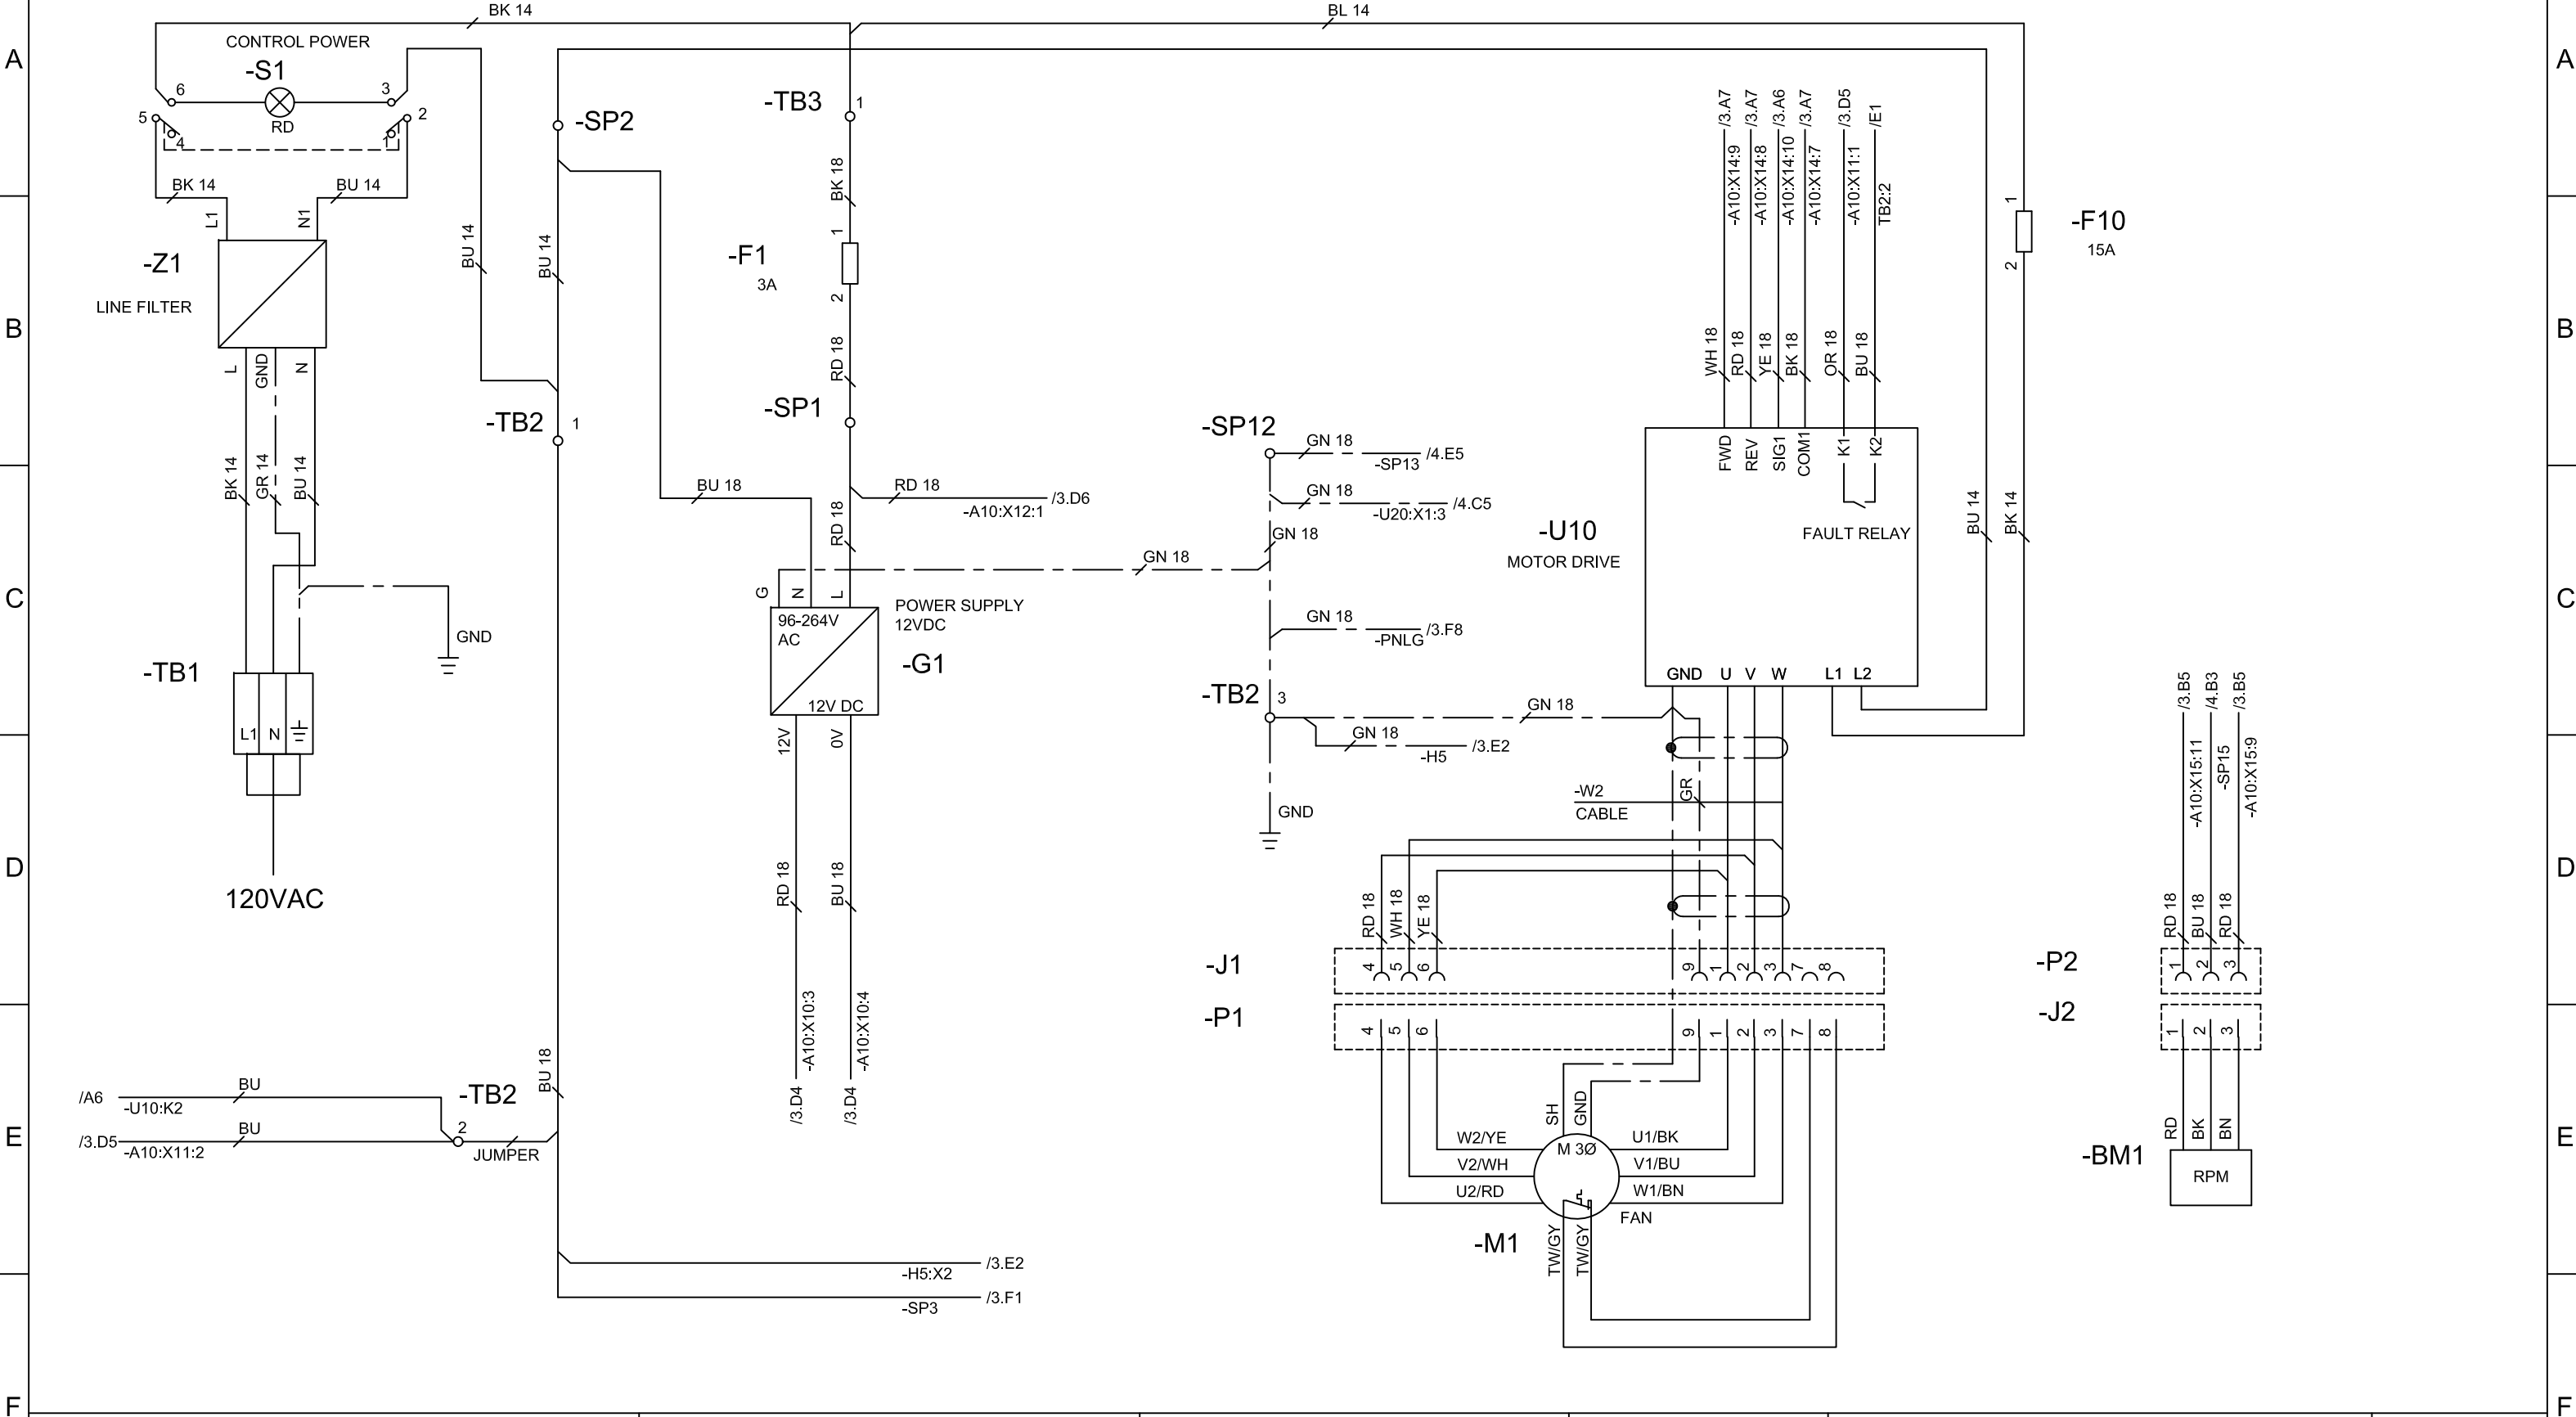 BK 14
BL 14
A
A
CONTROL POWER
-S1
6
3
5
RD
2
4
1
-SP2
-TB3
1
/3.A7
/3.A7
/3.A6
/3.A7
/3.D5
/E1
-A10:X14:9
-A10:X14:8
-A10:X14:10
-A10:X14:7
-A10:X11:1
TB2:2
BK 14
BU 14
BK 18
L1
N1
1
-F10
15A
2
-Z1
LINE FILTER
BU 14
BU 14
1
-F1
3A
2
B
B
WH 18
RD 18
YE 18
BK 18
OR 18
BU 18
L
GND
N
RD 18
-TB2
1
-SP1
-SP12
GN 18
-SP13
/4.E5
FWD
REV
SIG1
COM1
K1
K2
BK 14
GR 14
BU 14
BU 18
RD 18
-A10:X12:1
/3.D6
GN 18
-U20:X1:3
/4.C5
RD 18
GN 18
GN 18
-U10
MOTOR DRIVE
FAULT RELAY
BU 14
BK 14
C
C
G
N
L
96-264V
AC
POWER SUPPLY
12VDC
-G1
12V DC
GND
GN 18
-PNLG
/3.F8
-TB1
L1
N
GND
U
V
W
L1
L2
-TB2
3
GN 18
GN 18
-H5
/3.E2
12V
0V
/3.B5
/4.B3
/3.B5
-A10:X15:11
-SP15
-A10:X15:9
-W2
CABLE
GR
GND
D
D
120VAC
RD 18
BU 18
RD 18
WH 18
YE 18
RD 18
BU 18
RD 18
-J1
4
5
6
9
1
2
3
7
8
-P2
1
2
3
-P1
4
5
6
9
1
2
3
7
8
-J2
1
2
3
-A10:X10:3
-A10:X10:4
/3.D4
/3.D4
BU 18
/A6
BU
-U10:K2
-TB2
/3.D5
BU
-A10:X11:2
2
JUMPER
E
E
SH
GND
W2/YE
M 3Ø
U1/BK
V2/WH
V1/BU
U2/RD
W1/BN
FAN
-M1
TW/GY
TW/GY
RD
BK
BN
-BM1
RPM
-H5:X2
/3.E2
-SP3
/3.F1
F
F